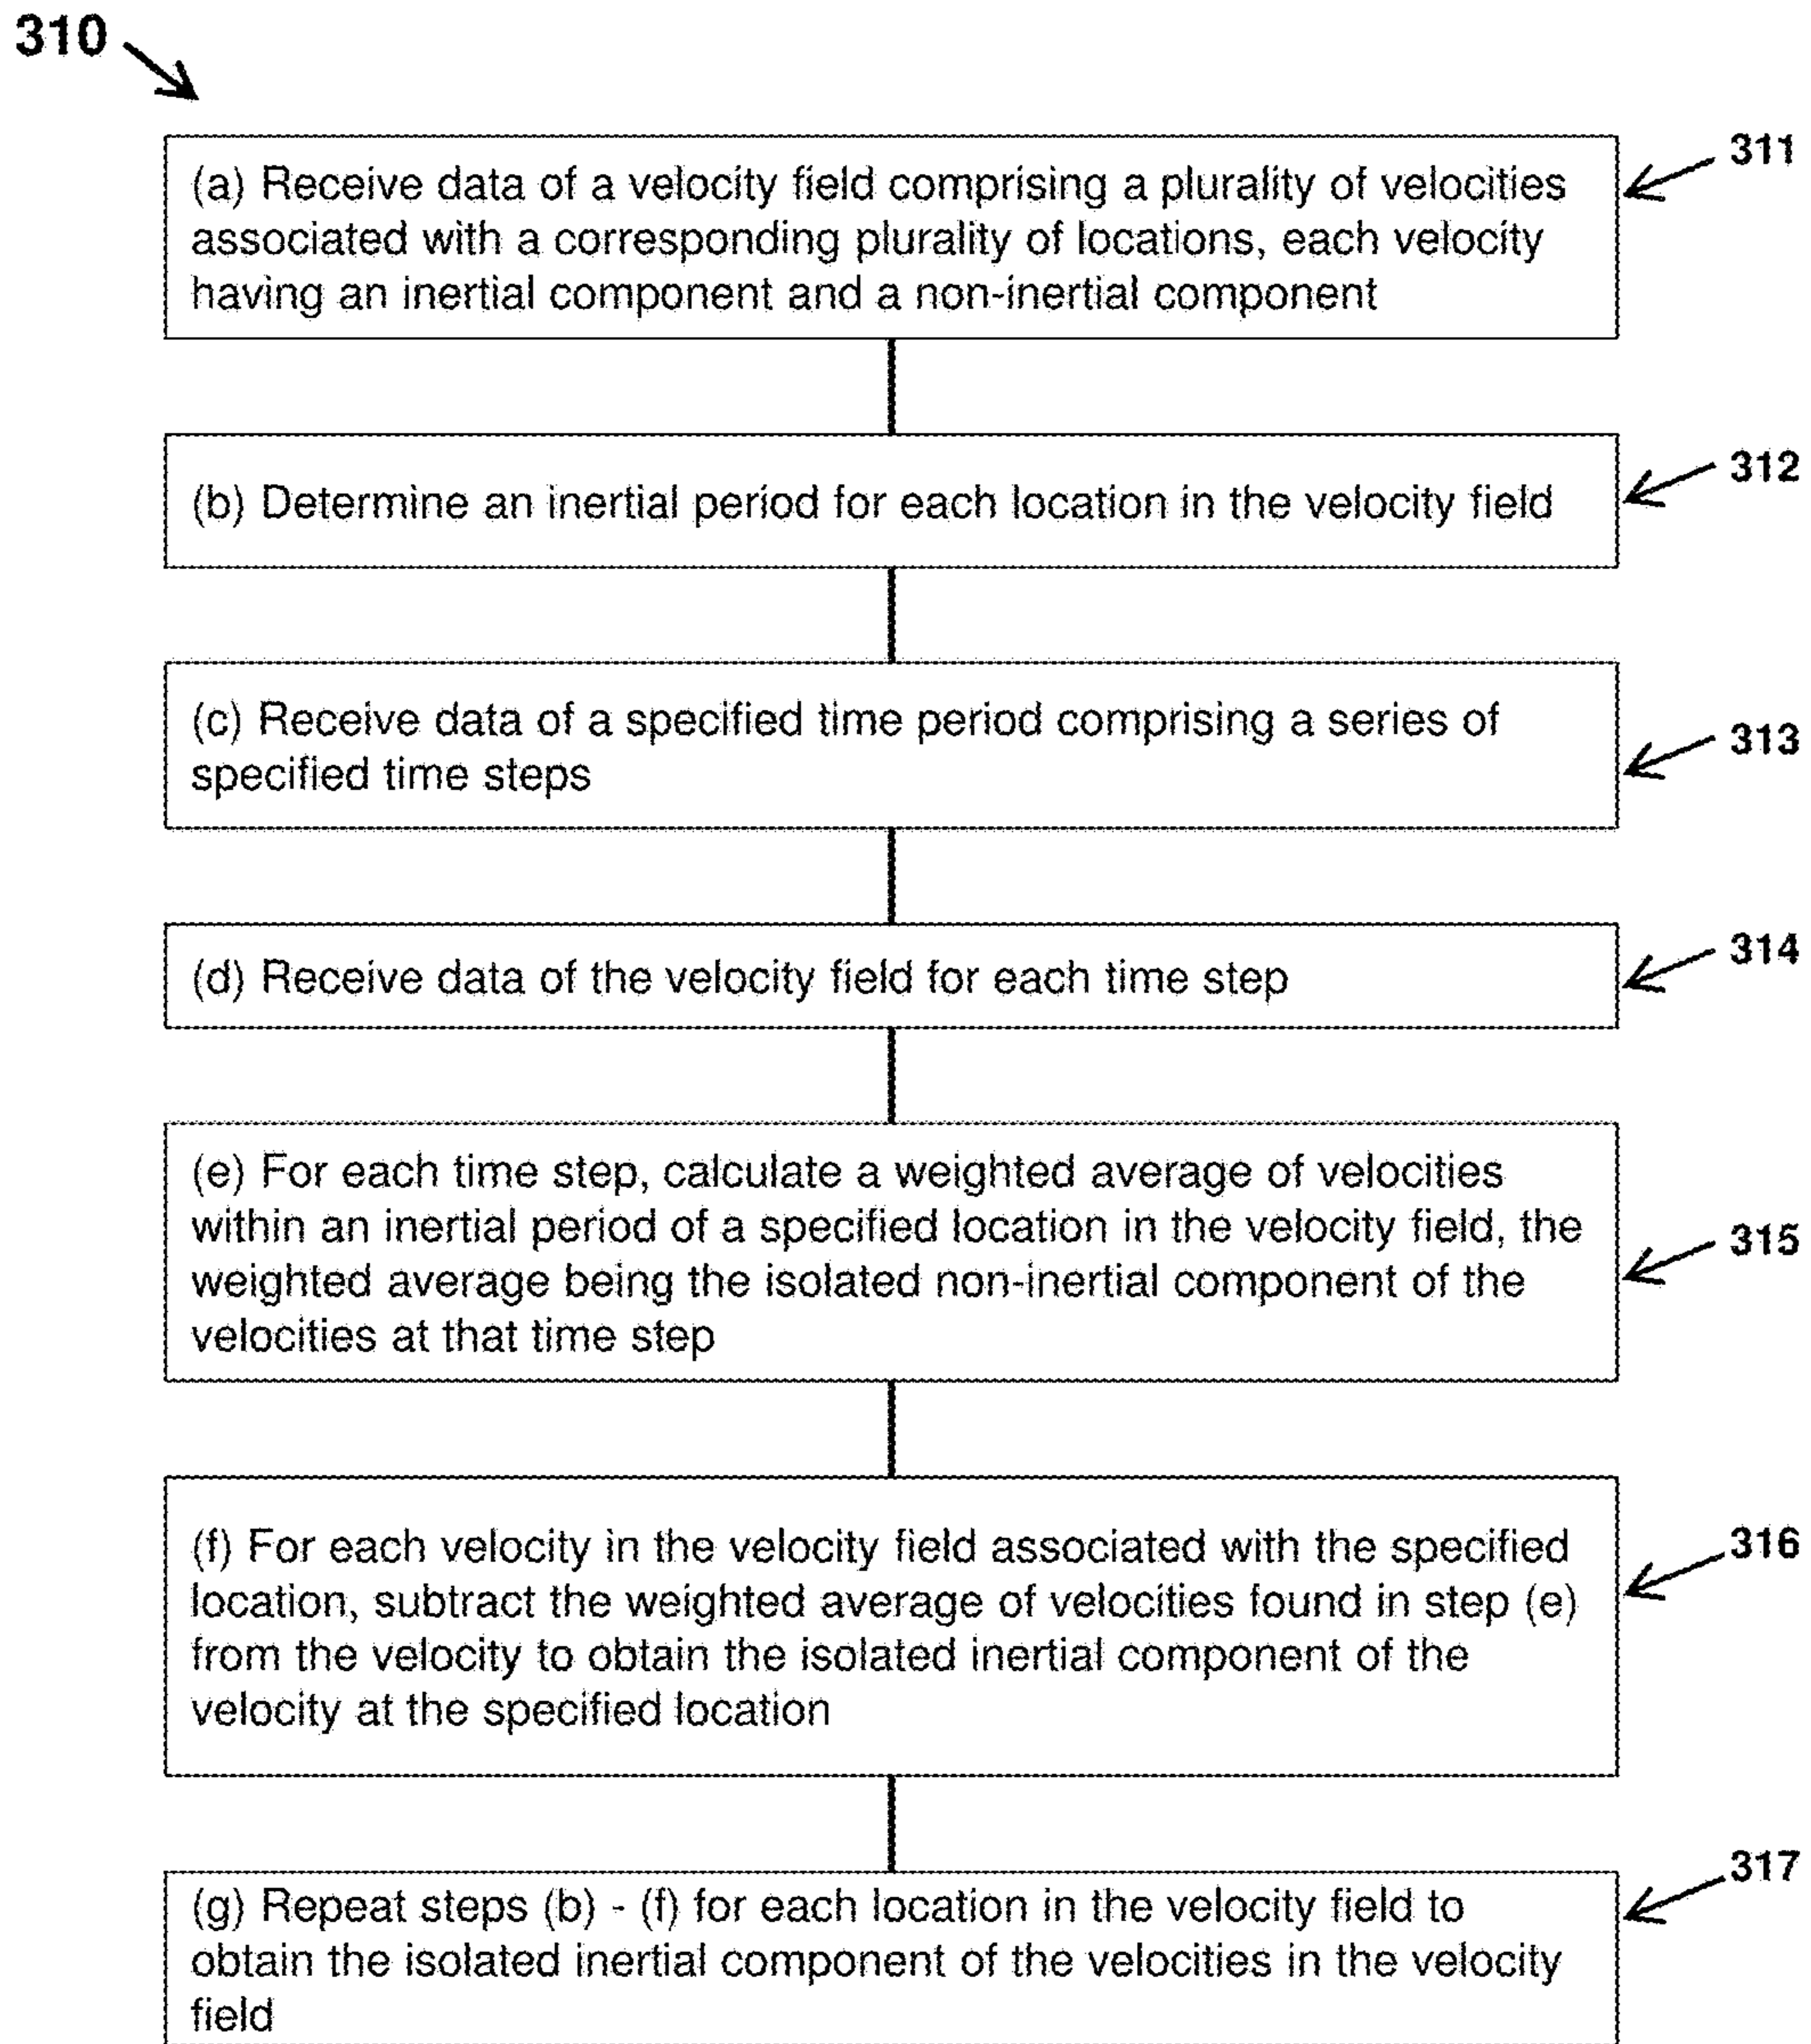 310
311
(a) Receive data of a velocity field comprising a plurality of velocities
associated with a corresponding plurality of locations, each velocity
having an inertial component and a non-inertial component
312
(b) Determine an inertial period for each location in the velocity field
313
(c) Receive data of a specified time period comprising a series of
specified time steps
314
(d) Receive data of the velocity field for each time step
315
(e) For each time step, calculate a weighted average of velocities
within an inertial period of a specified location in the velocity field, the
weighted average being the isolated non-inertial component of the
velocities at that time step
316
(f) For each velocity in the velocity field associated with the specified
location, subtract the weighted average of velocities found in step (e)
from the velocity to obtain the isolated inertial component of the
velocity at the specified location
317
(g) Repeat steps (b) - (f) for each location in the velocity field to
obtain the isolated inertial component of the velocities in the velocity
field